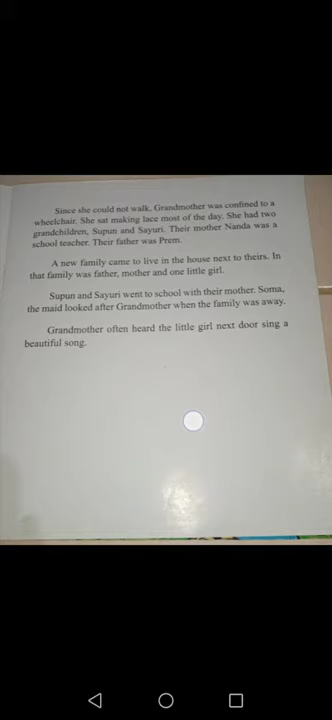 Since she could not walk, Grandmother was confined to a
wheelchair. She sat making lace most of the day. She had two
grandchildren, Supun and Sayuri. Their mother Nanda was a
school teacher. Their father was Prem.
A new family came to live in the house next to theirs. In
that family was father, mother and one little girl.
Supun and Sayuri went to school with their mother. Soma,
the maid looked after Grandmother when the family was away.
Grandmother often heard the little girl next door sing a
beautiful song.